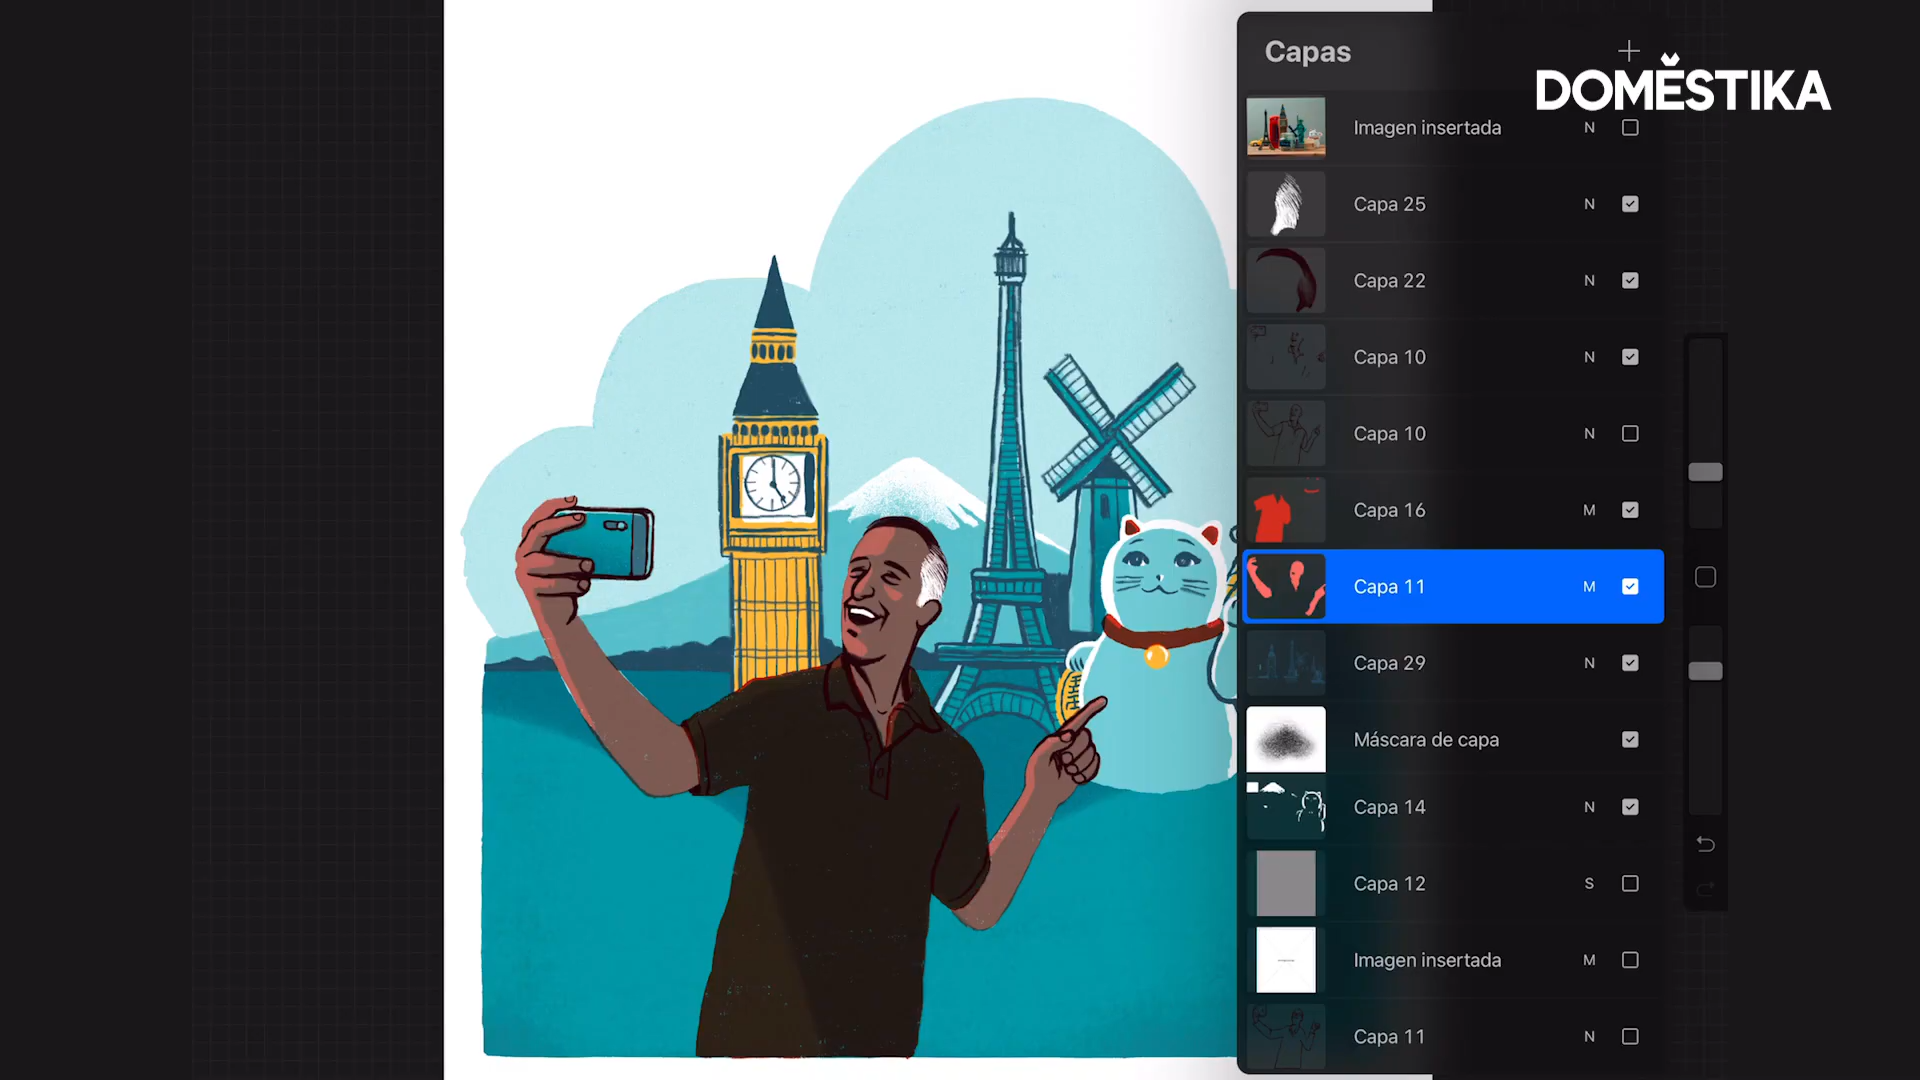 Capas
DOMĔSTIKA
Imagen insertada N
Capa 25 N
Capa 22 N
Capa 10 N
Capa 10 N
Capa 16 M
Capa 11 M
Capa 29 N
Máscara de capa
Capa 14 N
Capa 12 S
Imagen insertada M
Capa 11 N